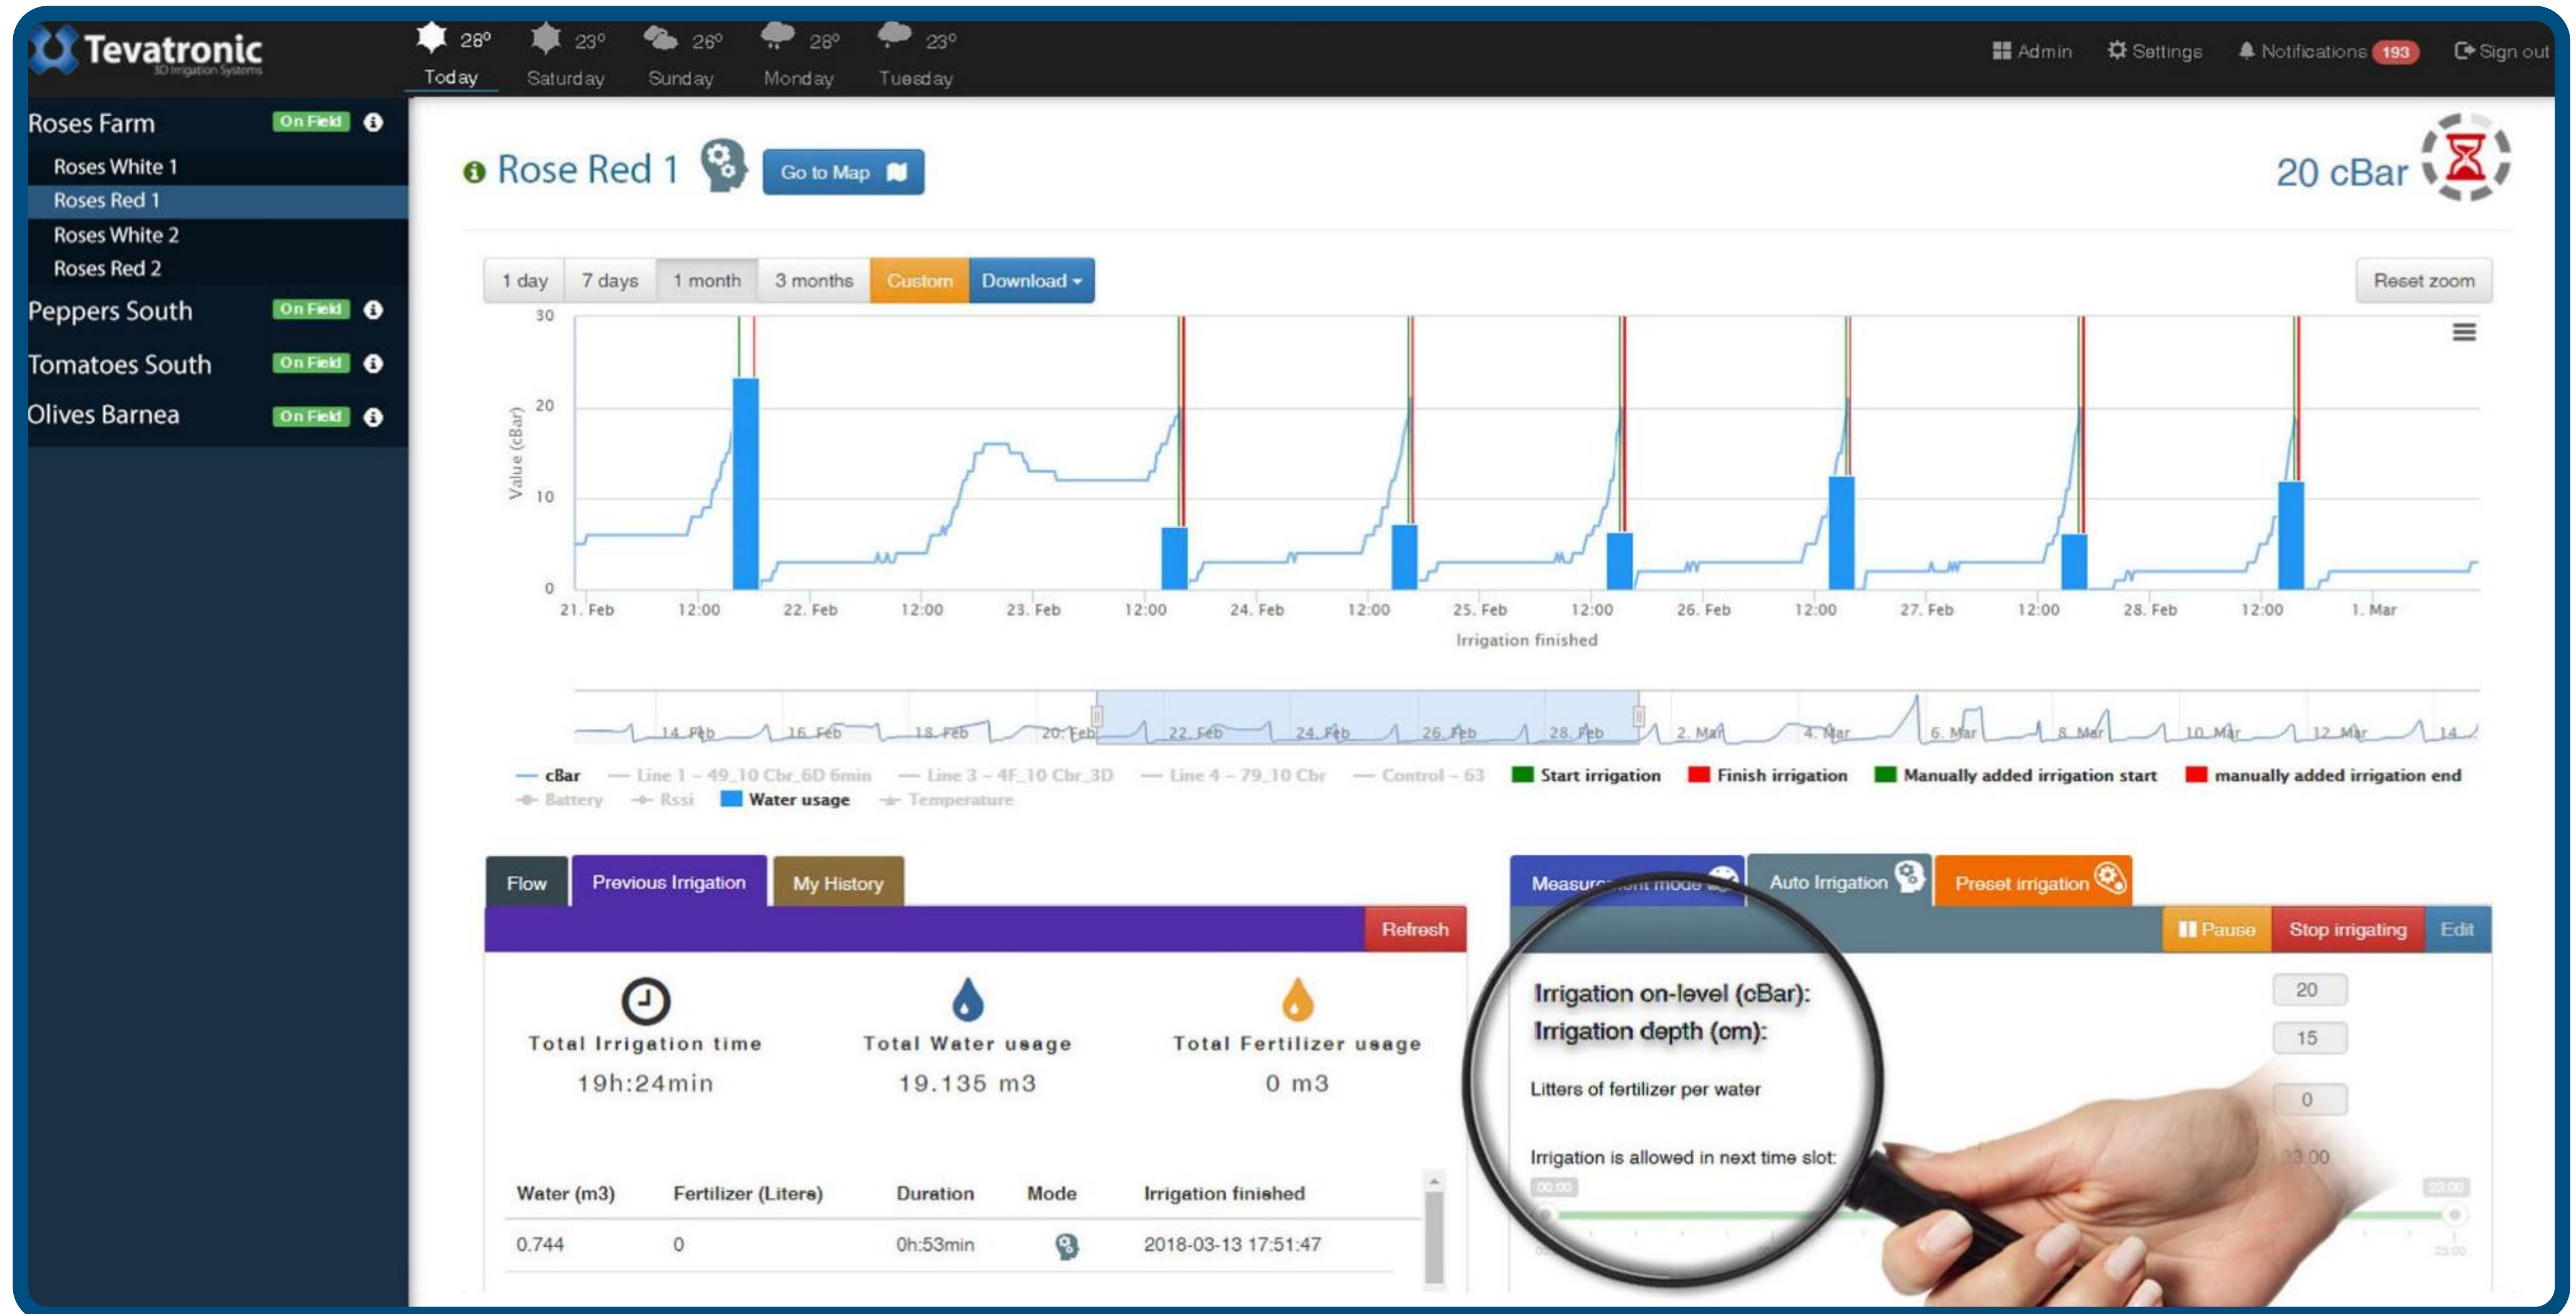 Tevatronic
3D Irrigation Systems
28° 23° 26° 28° 23°
Today Saturday Sunday Monday Tuesday
Admin Settings Notifications 193 Sign out
Roses Farm On Field
Roses White 1
Roses Red 1
Roses White 2
Roses Red 2
Peppers South On Field
Tomatoes South On Field
Olives Barnea On Field
Rose Red 1 Go to Map
20 cBar
1 day 7 days 1 month 3 months Custom Download
Reset zoom
30
20
10
0
Value (cBar)
21. Feb 12:00 22. Feb 12:00 23. Feb 12:00 24. Feb 12:00 25. Feb 12:00 26. Feb 12:00 27. Feb 12:00 28. Feb 12:00 1. Mar
Irrigation finished
14. Feb 16. Feb 18. Feb 20. Feb 22. Feb 24. Feb 26. Feb 28. Feb 2. Mar 4. Mar 6. Mar 8. Mar 10. Mar 12. Mar 14.
cBar Line 1 - 49_10 Cbr_6D 6min Line 3 - 4F_10 Cbr_3D Line 4 - 79_10 Cbr Control - 63 Start irrigation Finish irrigation Manually added irrigation start manually added irrigation end
Battery Rssi Water usage Temperature
Flow Previous Irrigation My History
Refresh
Total Irrigation time Total Water usage Total Fertilizer usage
19h:24min 19.135 m3 0 m3
Water (m3) Fertilizer (Liters) Duration Mode Irrigation finished
0.744 0 0h:53min 2018-03-13 17:51:47
Measurement mode Auto Irrigation Preset irrigation
Pause Stop irrigating Edit
Irrigation on-level (cBar): 20
Irrigation depth (cm): 15
Litters of fertilizer per water 0
Irrigation is allowed in next time slot: 23:00
00:00 23:00
23:00